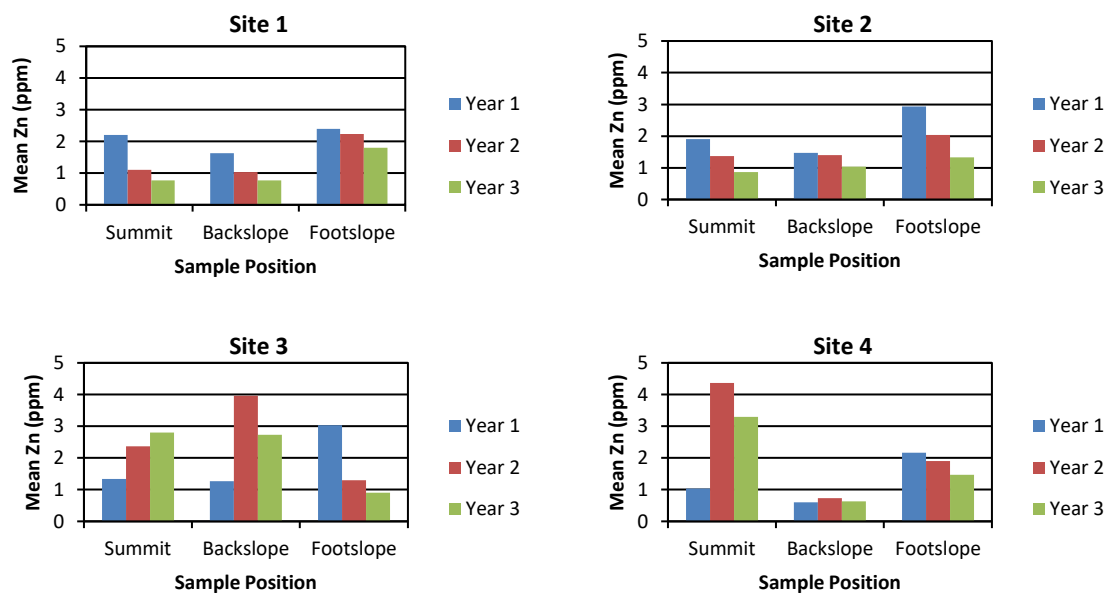 Site 1
Mean Zn (ppm)
5
4
3
2
1
0
Summit Backslope Footslope
Sample Position
Year 1
Year 2
Year 3
Site 2
Mean Zn (ppm)
5
4
3
2
1
0
Summit Backslope Footslope
Sample Position
Year 1
Year 2
Year 3
Site 3
Mean Zn (ppm)
5
4
3
2
1
0
Summit Backslope Footslope
Sample Position
Year 1
Year 2
Year 3
Site 4
Mean Zn (ppm)
5
4
3
2
1
0
Summit Backslope Footslope
Sample Position
Year 1
Year 2
Year 3